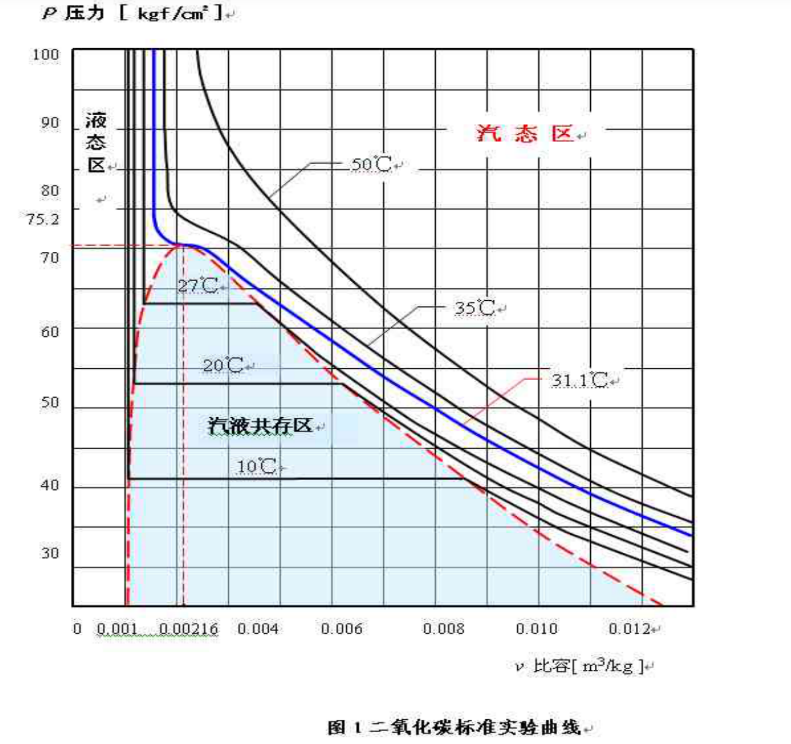 P 压力 [ kgf/cm² ]
100
液
态
区
90
汽 态 区
50℃
80
75.2
70
27℃
35℃
60
20℃
31.1℃
50
汽液共存区
10℃
40
30
0 0.001 0.00216 0.004 0.006 0.008 0.010 0.012
v 比容[ m³/kg ]
图 1 二氧化碳标准实验曲线